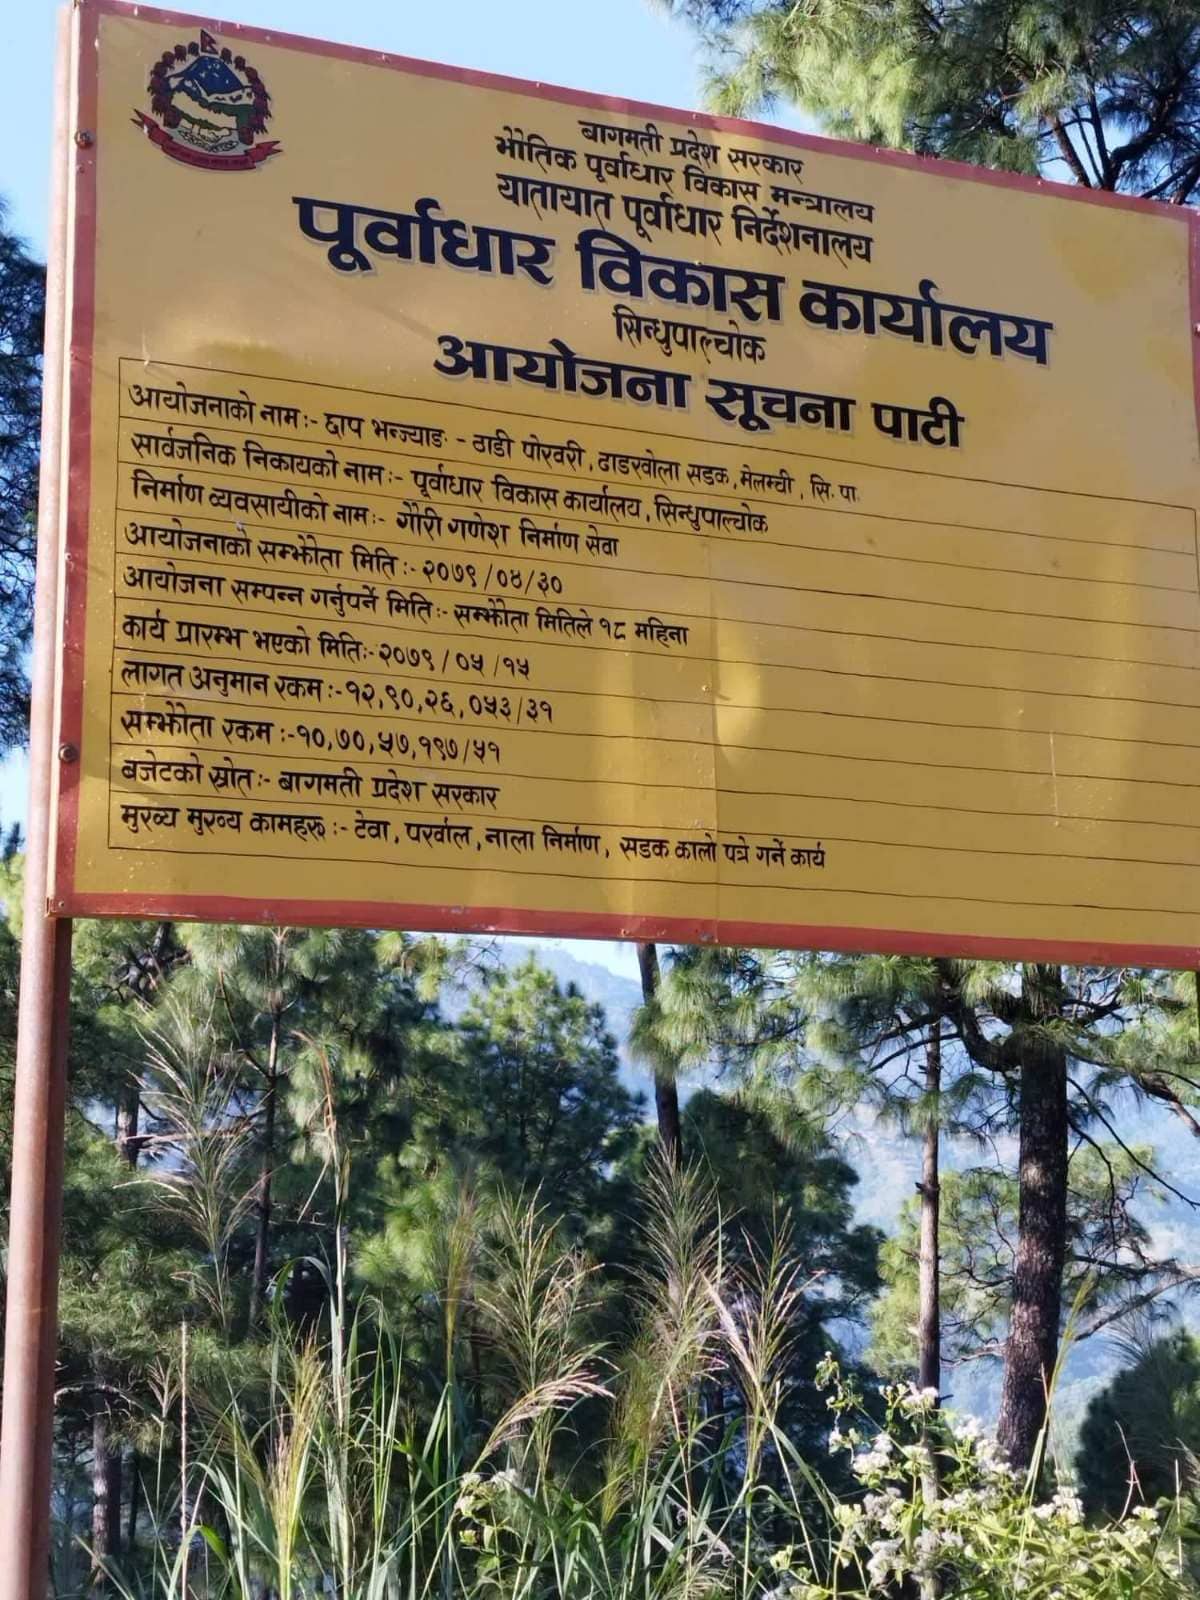 बागमती प्रदेश सरकार
भौतिक पूर्वाधार विकास मन्त्रालय
यातायात पूर्वाधार निर्देशनालय
पूर्वाधार विकास कार्यालय
सिन्धुपाल्चोक
आयोजना सूचना पाटी
आयोजनाको नाम :- छाप भन्ज्याङ - ठाडी पोखरी, ढाडखोला सडक, मेलम्ची, सि. पा.
सार्वजनिक निकायको नाम :- पूर्वाधार विकास कार्यालय, सिन्धुपाल्चोक
निर्माण व्यवसायीको नाम :- गौरी गणेश निर्माण सेवा
आयोजनाको सम्झौता मिति :- २०७९/०४/३०
आयोजना सम्पन्न गर्नुपर्ने मिति :- सम्झौता मितिले १८ महिना
कार्य प्रारम्भ भएको मिति :- २०७९/०५/१५
लागत अनुमान रकम :- १२,९०,२६,०५३/३१
सम्झौता रकम :- १०,७०,५७,१९७/५१
बजेटको स्रोत :- बागमती प्रदेश सरकार
मुख्य मुख्य कामहरू :- टेवा, पर्खाल, नाला निर्माण, सडक कालो पत्रे गर्ने कार्य